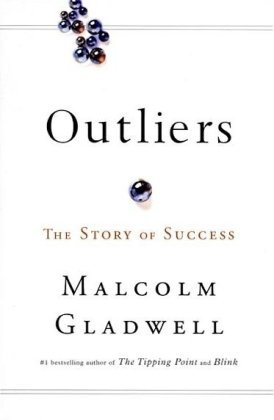 Outliers
THE STORY OF SUCCESS
MALCOLM
GLADWELL
#1 bestselling author of The Tipping Point and Blink